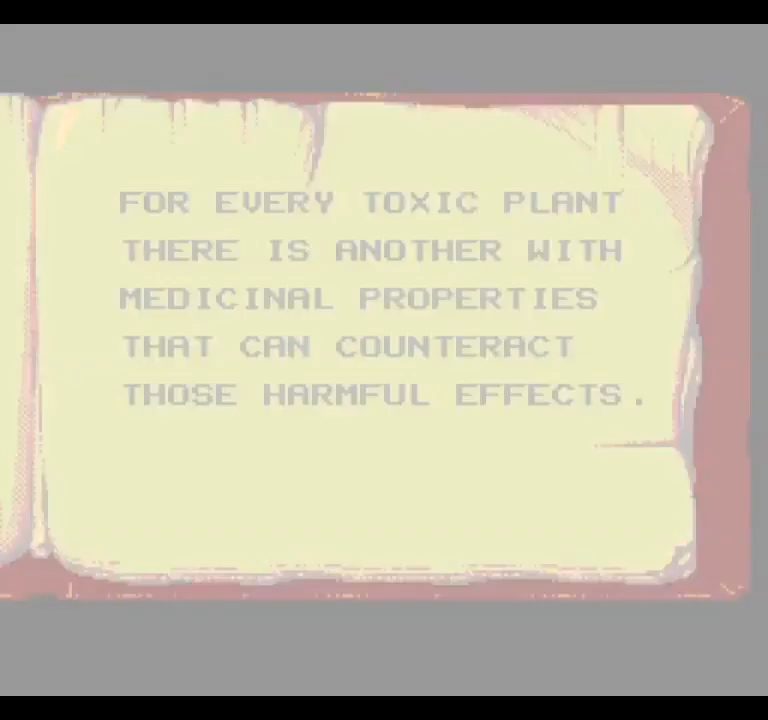 FOR EVERY TOXIC PLANT
THERE IS ANOTHER WITH
MEDICINAL PROPERTIES
THAT CAN COUNTERACT
THOSE HARMFUL EFFECTS.